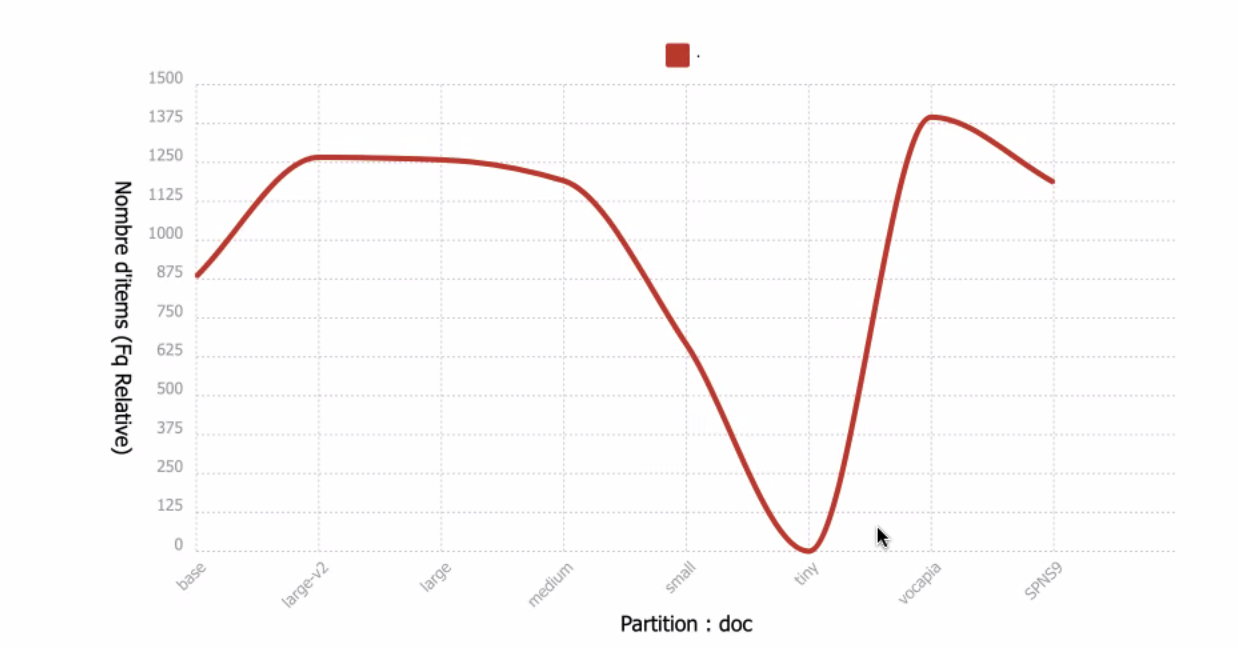 .
1500
1375
1250
1125
1000
875
750
625
500
375
250
125
0
Nombre d'items (Fq Relative)
base
large-v2
large
medium
small
tiny
vocapia
SPNS9
Partition : doc